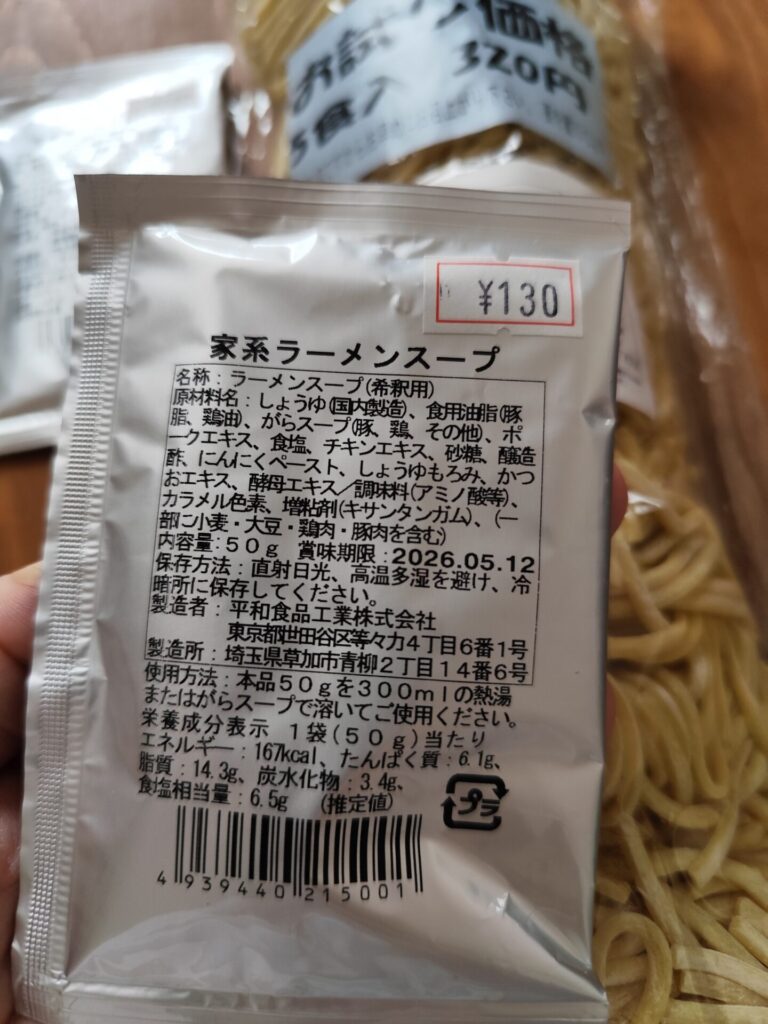 お試し価格
5食入 320円
¥130
家系ラーメンスープ
名称：ラーメンスープ(希釈用)
原材料名：しょうゆ(国内製造)、食用油脂(豚
脂、鶏油)、がらスープ(豚、鶏、その他)、ポ
ークエキス、食塩、チキンエキス、砂糖、醸造
酢、にんにくペースト、しょうゆもろみ、かつ
おエキス、酵母エキス／調味料(アミノ酸等)、
カラメル色素、増粘剤(キサンタンガム)、(一
部に小麦・大豆・鶏肉・豚肉を含む)
内容量：50g 賞味期限：2026.05.12
保存方法：直射日光、高温多湿を避け、冷
暗所に保存してください。
製造者：平和食品工業株式会社
東京都世田谷区等々力4丁目6番1号
製造所：埼玉県草加市青柳2丁目14番6号
使用方法：本品50gを300mlの熱湯
またはがらスープで溶いてご使用ください。
栄養成分表示 1袋(50g)当たり
エネルギー：167kcal、たんぱく質：6.1g、
脂質：14.3g、炭水化物：3.4g、
食塩相当量：6.5g (推定値)
プラ
4 939440 215001